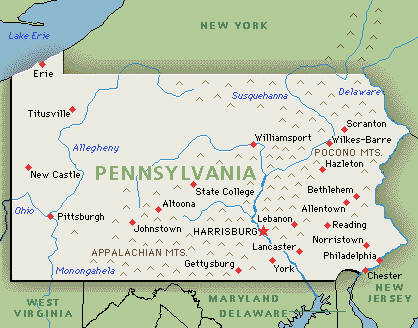 NEW YORK
Lake Erie
Erie
Susquehanna
Delaware
Titusville
Scranton
Williamsport
Wilkes-Barre
Allegheny
POCONO MTS.
New Castle
PENNSYLVANIA
Hazleton
State College
Bethlehem
Ohio
Altoona
Allentown
Pittsburgh
Lebanon
Reading
Johnstown
HARRISBURG
Norristown
APPALACHIAN MTS.
Lancaster
Philadelphia
Gettysburg
York
Monongahela
Chester
WEST
VIRGINIA
MARYLAND
DELAWARE
NEW
JERSEY